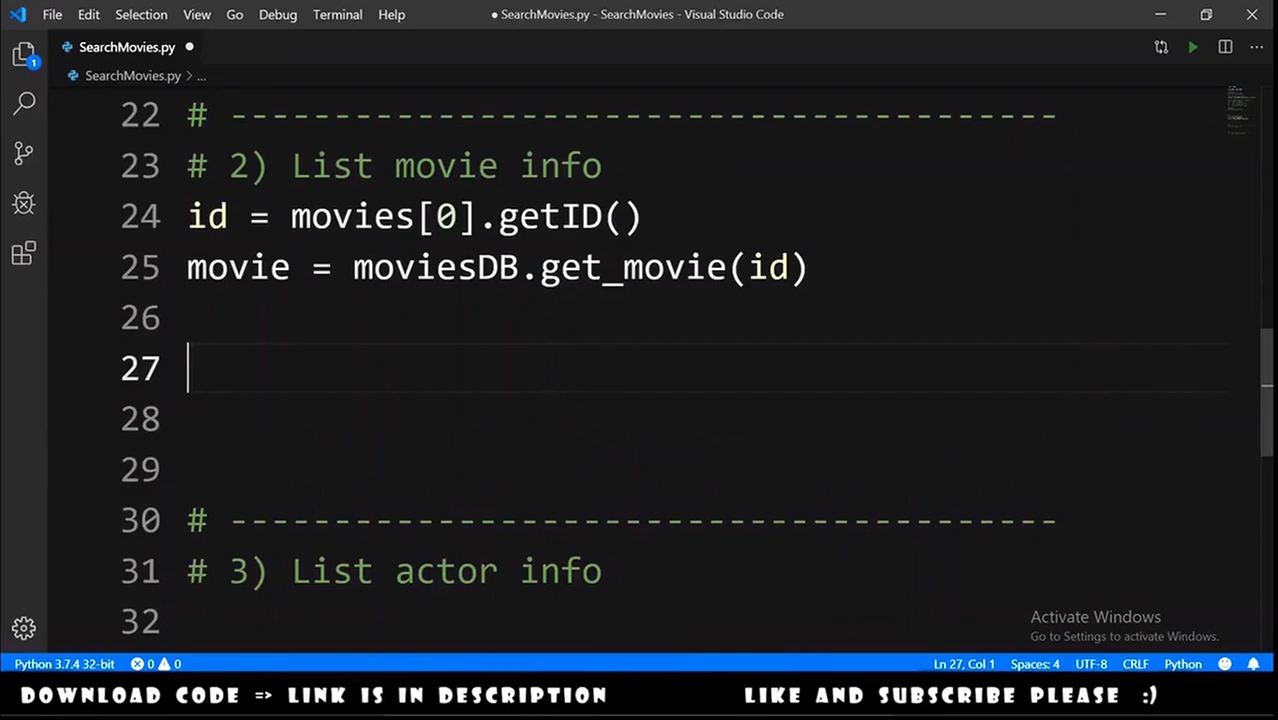 File Edit Selection View Go Debug Terminal Help
● SearchMovies.py - SearchMovies - Visual Studio Code
SearchMovies.py ●
SearchMovies.py > ...
1
22 # ----------------------------------------
23 # 2) List movie info
24 id = movies[0].getID()
25 movie = moviesDB.get_movie(id)
26
27
28
29
30 # ----------------------------------------
31 # 3) List actor info
32
Activate Windows
Go to Settings to activate Windows.
Python 3.7.4 32-bit 0 0 Ln 27, Col 1 Spaces: 4 UTF-8 CRLF Python
DOWNLOAD CODE => LINK IS IN DESCRIPTION LIKE AND SUBSCRIBE PLEASE :)